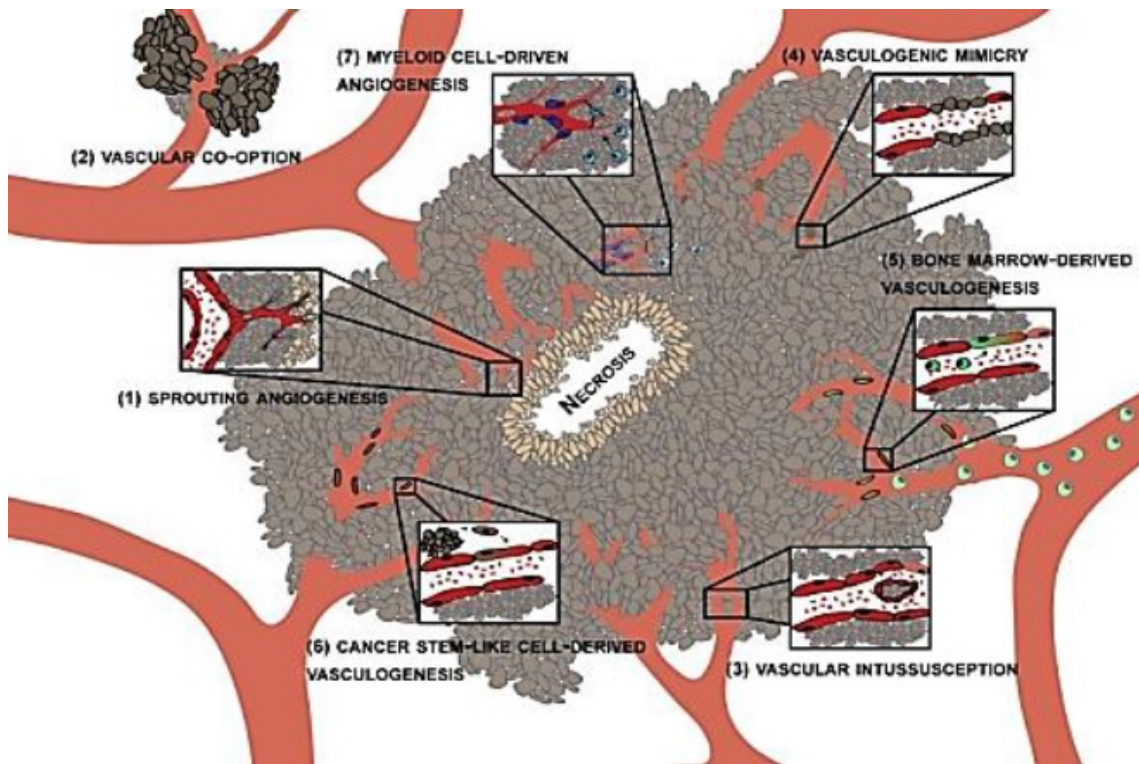 (7) MYELOID CELL-DRIVEN
ANGIOGENESIS
(4) VASCULOGENIC MIMICRY
(2) VASCULAR CO-OPTION
(5) BONE MARROW-DERIVED
VASCULOGENESIS
NECROSIS
(1) SPROUTING ANGIOGENESIS
(6) CANCER STEM-LIKE CELL-DERIVED
VASCULOGENESIS
(3) VASCULAR INTUSSUSCEPTION